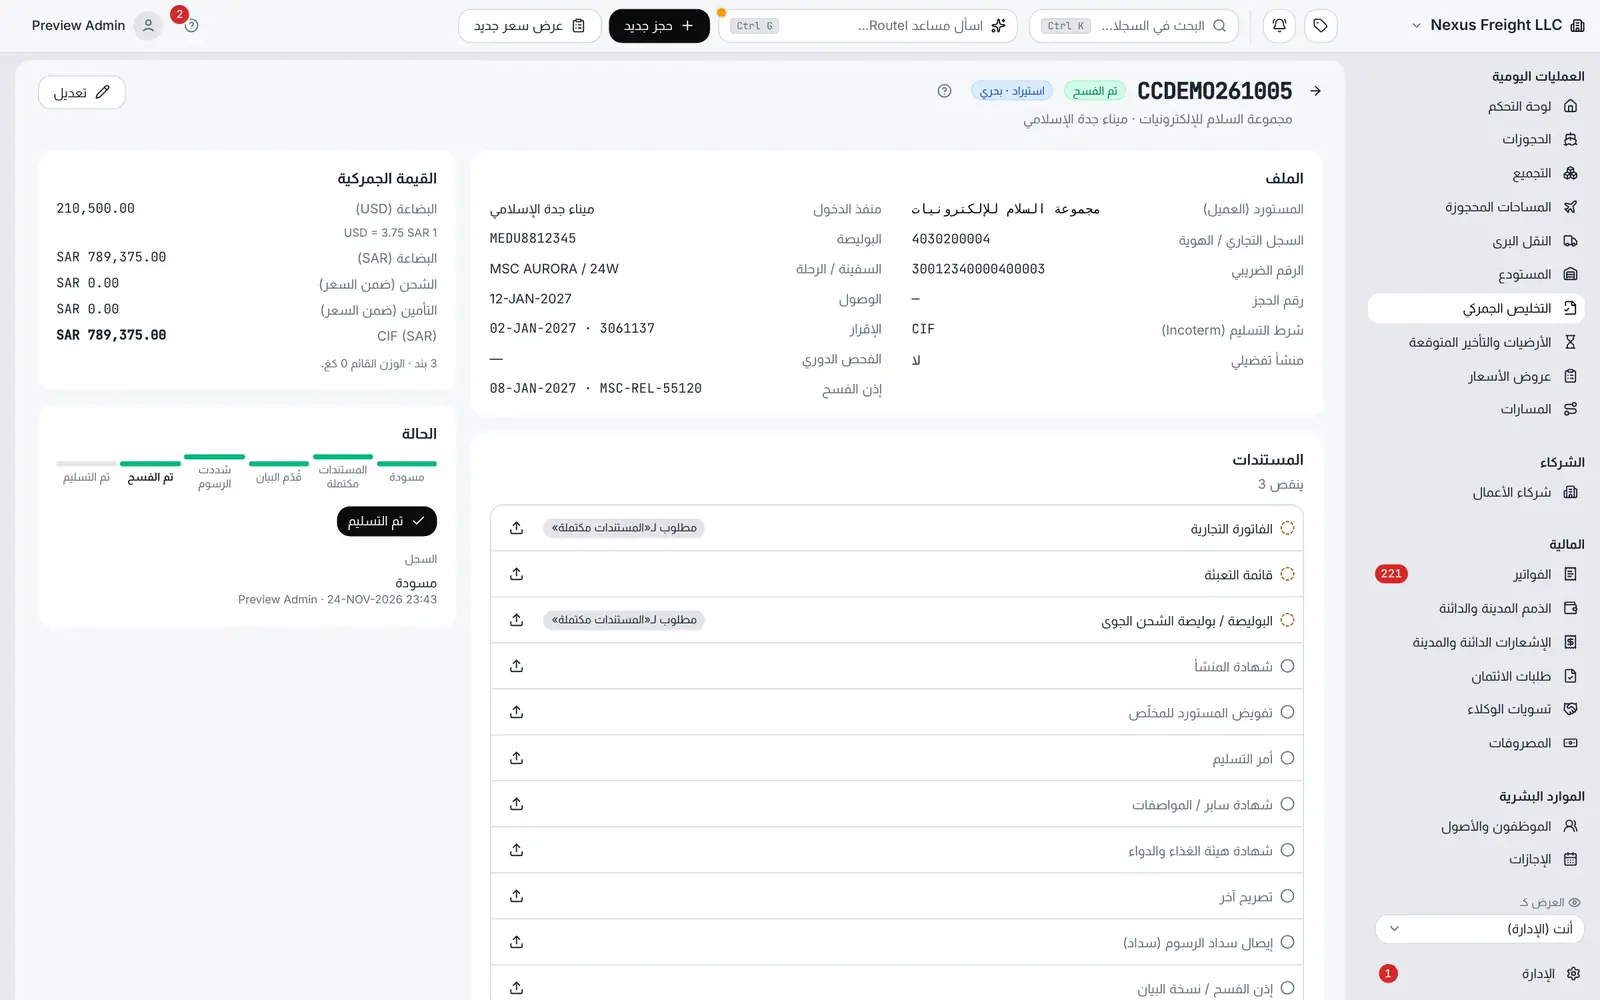 Nexus Freight LLC
البحث في السجلا...
Ctrl K
اسأل مساعد Routel...
Ctrl G
حجز جديد
عرض سعر جديد
2
Preview Admin
العمليات اليومية
لوحة التحكم
الحجوزات
التجميع
المساحات المحجوزة
النقل البري
المستودع
التخليص الجمركي
الأرضيات والتأخير المتوقعة
عروض الأسعار
المسارات
الشركاء
شركاء الأعمال
المالية
الفواتير
221
الذمم المدينة والدائنة
الإشعارات الدائنة والمدينة
طلبات الائتمان
تسويات الوكلاء
المصروفات
الموارد البشرية
الموظفون والأصول
الإجازات
العرض كـ
أنت (الإدارة)
الإدارة
1
CCDEMO261005
تم الفسح
استيراد · بحري
مجموعة السلام للإلكترونيات · ميناء جدة الإسلامي
تعديل
الملف
المستورد (العميل)
مجموعة السلام للإلكترونيات
السجل التجاري / الهوية
4030200004
الرقم الضريبي
30012340000400003
رقم الحجز
—
شرط التسليم (Incoterm)
CIF
منشأ تفضيلي
لا
منفذ الدخول
ميناء جدة الإسلامي
البوليصة
MEDU8812345
السفينة / الرحلة
MSC AURORA / 24W
الوصول
12-JAN-2027
الإقرار
02-JAN-2027 · 3061137
الفحص الدوري
—
إذن الفسح
08-JAN-2027 · MSC-REL-55120
المستندات
ينقص 3
الفاتورة التجارية
مطلوب لـ«المستندات مكتملة»
قائمة التعبئة
البوليصة / بوليصة الشحن الجوي
مطلوب لـ«المستندات مكتملة»
شهادة المنشأ
تفويض المستورد للمخلّص
أمر التسليم
شهادة سابر / المواصفات
شهادة هيئة الغذاء والدواء
تصريح آخر
إيصال سداد الرسوم (سداد)
إذن الفسح / نسخة البيان
القيمة الجمركية
البضاعة (USD)
210,500.00
USD = 3.75 SAR 1
البضاعة (SAR)
SAR 789,375.00
الشحن (ضمن السعر)
SAR 0.00
التأمين (ضمن السعر)
SAR 0.00
CIF (SAR)
SAR 789,375.00
3 بند · الوزن القائم 0 كغ.
الحالة
مسودة
المستندات مكتملة
قُدّم البيان
سُددت الرسوم
تم الفسح
تم التسليم
تم التسليم
السجل
مسودة
Preview Admin · 24-NOV-2026 23:43